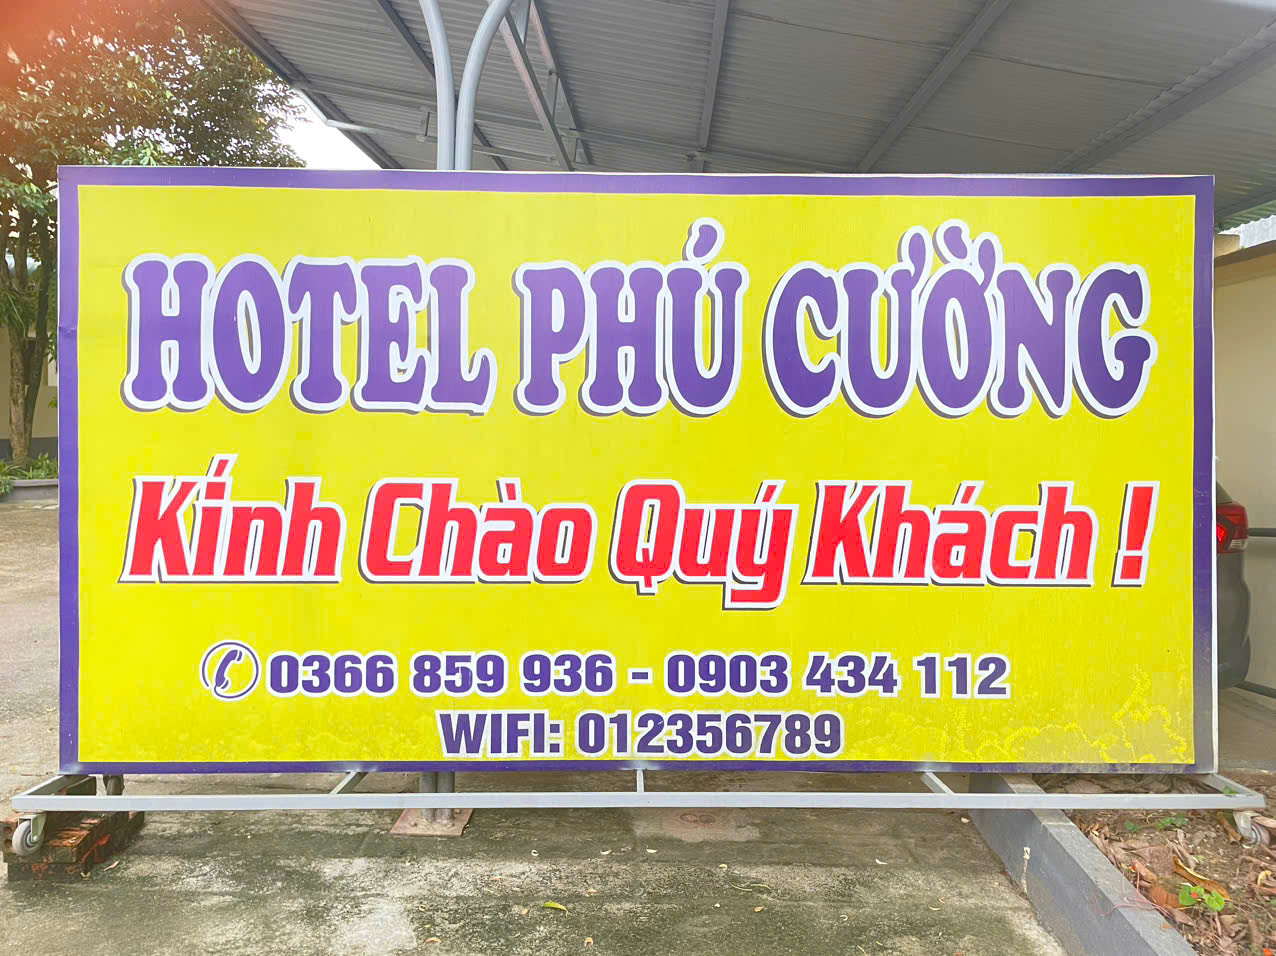 HOTEL PHÚ CƯỜNG
Kính Chào Quý Khách !
0366 859 936 - 0903 434 112
WIFI: 012356789